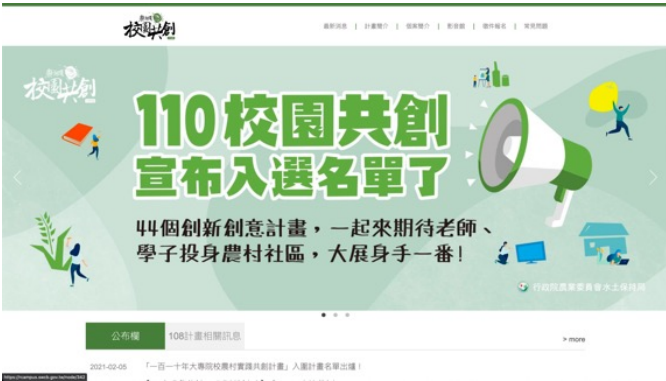 校園共創
最新消息 | 計畫簡介 | 個案簡介 | 影音館 | 徵件報名 | 常見問題
校園共創
110校園共創
宣布入選名單了
44個創新創意計畫,一起來期待老師、
學子投身農村社區,大展身手一番!
行政院農業委員會水土保持局
公布欄
108計畫相關訊息
> more
2021-02-05 「一百一十年大專院校農村實踐共創計畫」入圍計畫名單出爐!